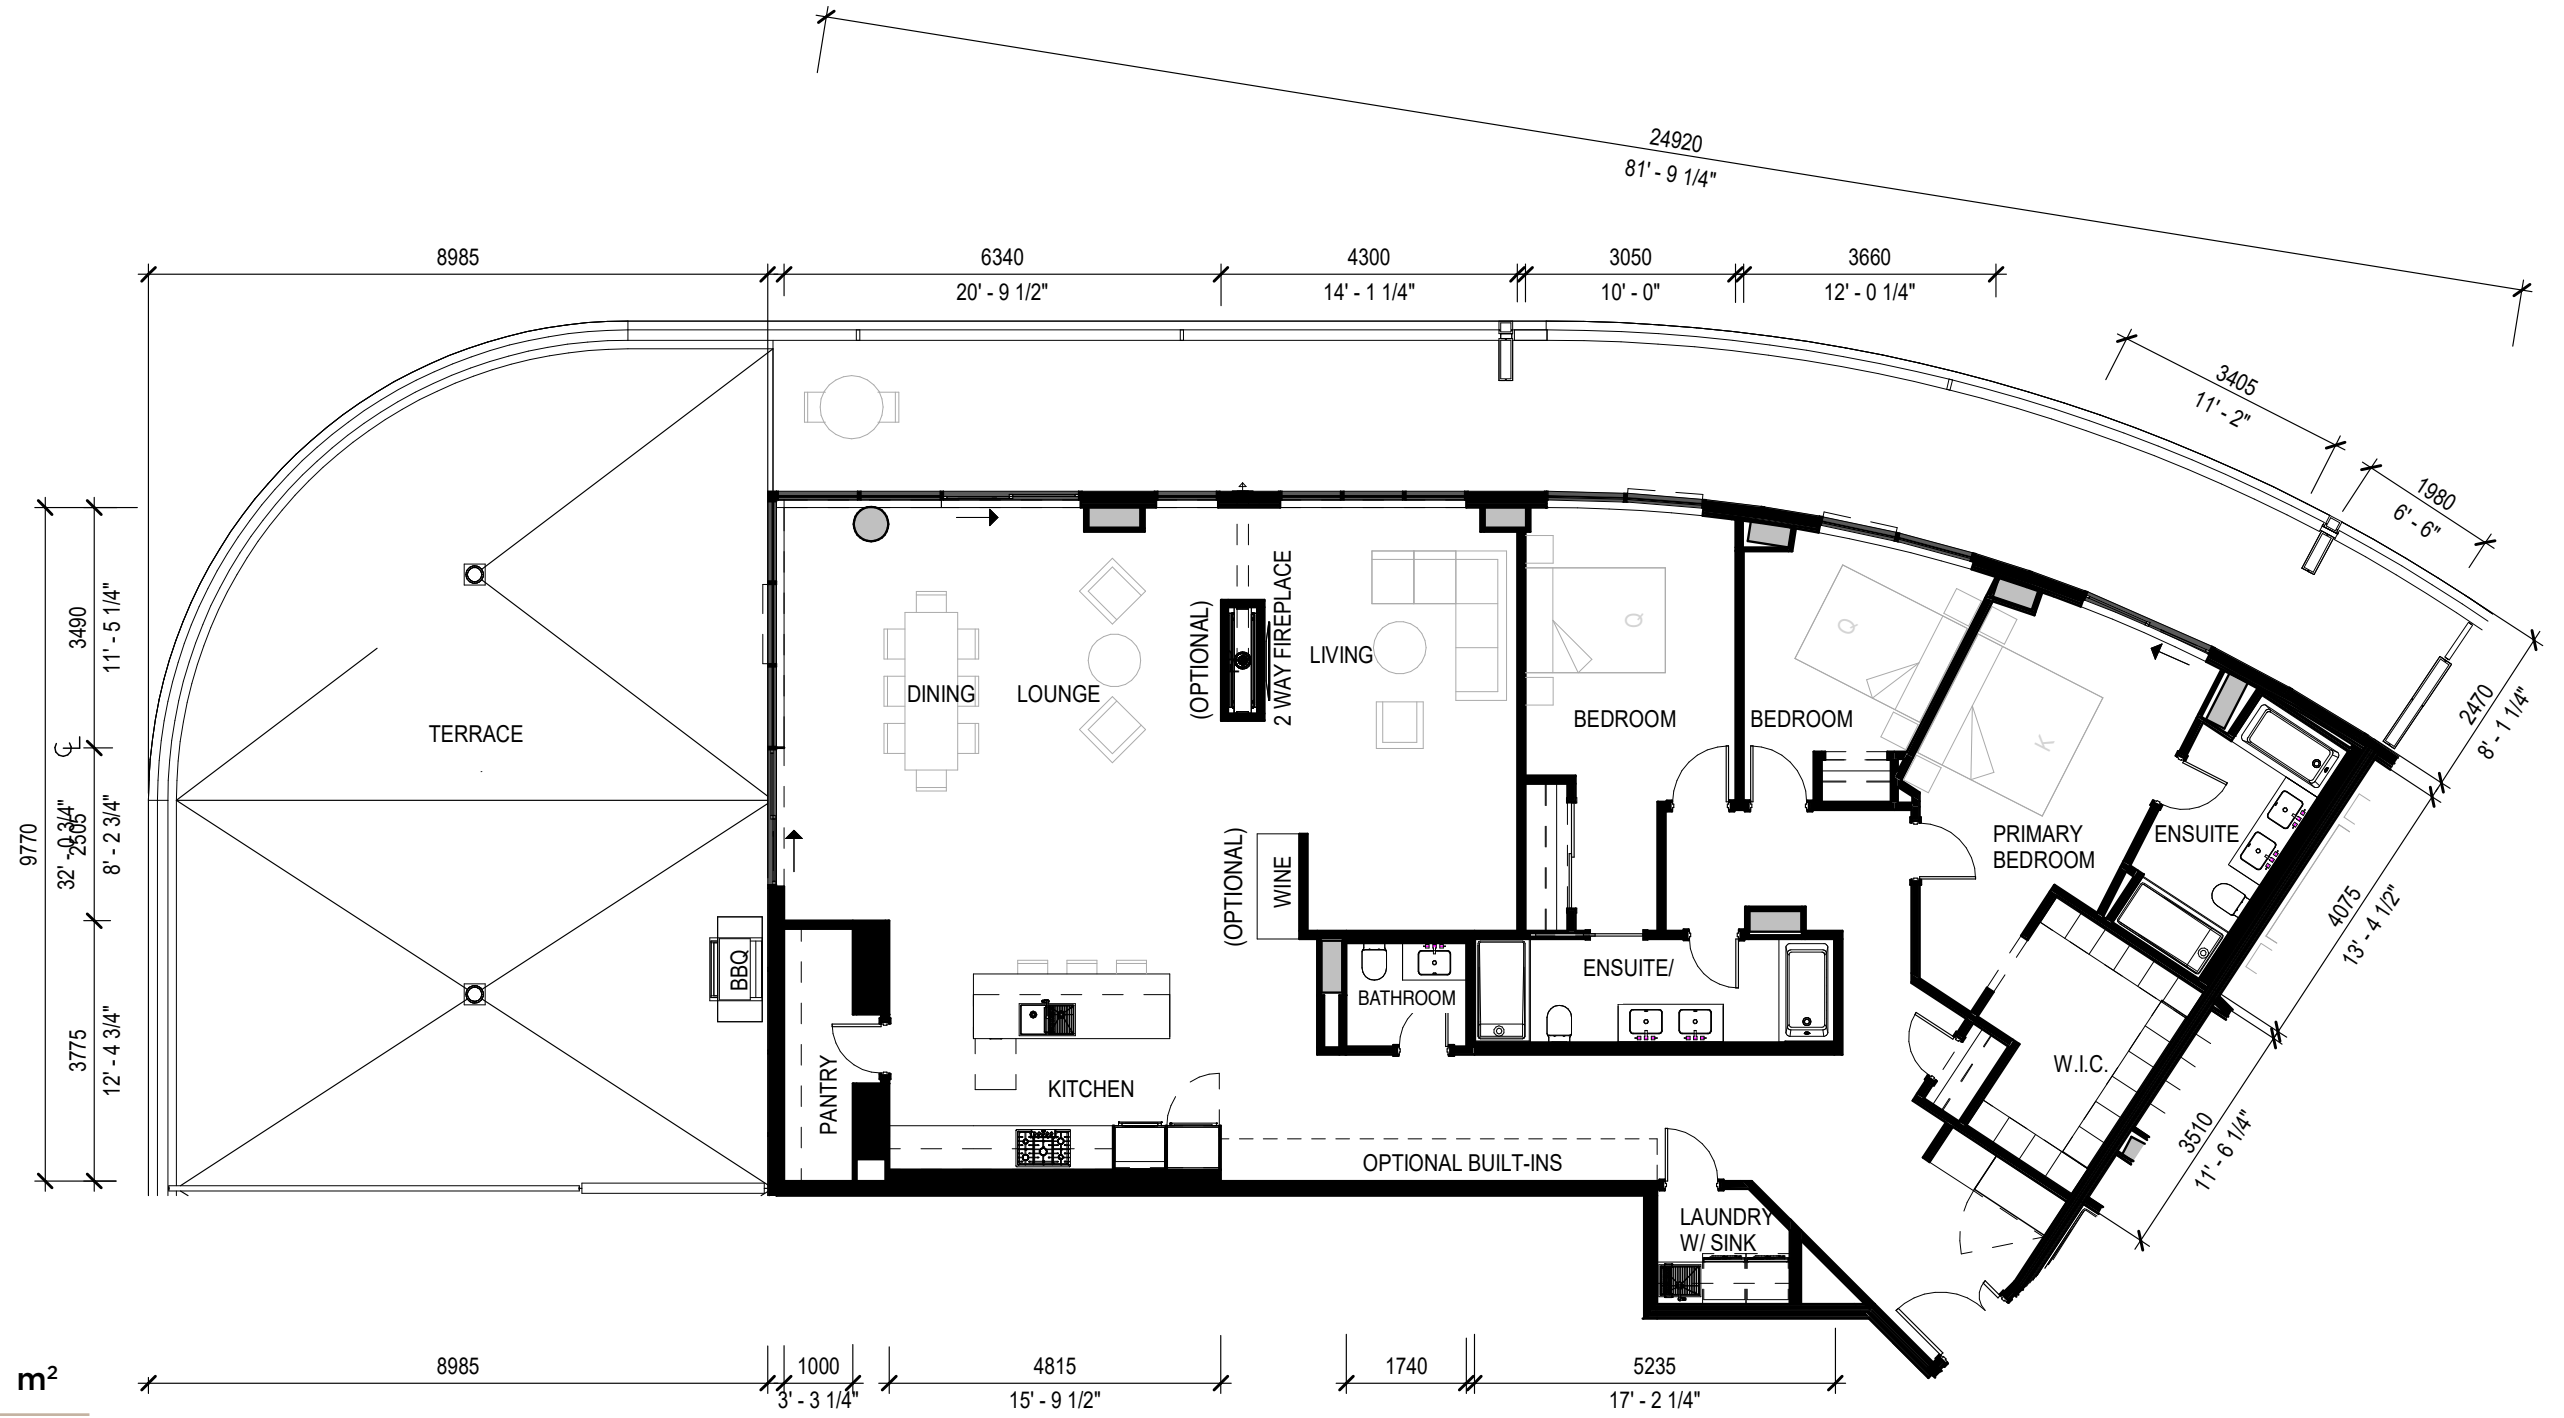 24920
81' - 9 1/4"
8985
6340
4300
3050
3660
20' - 9 1/2"
14' - 1 1/4"
10' - 0"
12' - 0 1/4"
3405
11' - 2"
1980
6' - 6"
2470
8' - 1 1/4"
4075
13' - 4 1/2"
3510
11' - 6 1/4"
9770
32' - 0 3/4"
3490
11' - 5 1/4"
2505
8' - 2 3/4"
3775
12' - 4 3/4"
℄
TERRACE
DINING
LOUNGE
(OPTIONAL)
2 WAY FIREPLACE
LIVING
Q
BEDROOM
Q
BEDROOM
K
PRIMARY
BEDROOM
ENSUITE
(OPTIONAL)
WINE
BBQ
PANTRY
KITCHEN
BATHROOM
ENSUITE/
W.I.C.
OPTIONAL BUILT-INS
LAUNDRY
W/ SINK
m²
8985
1000
4815
1740
5235
3' - 3 1/4"
15' - 9 1/2"
17' - 2 1/4"